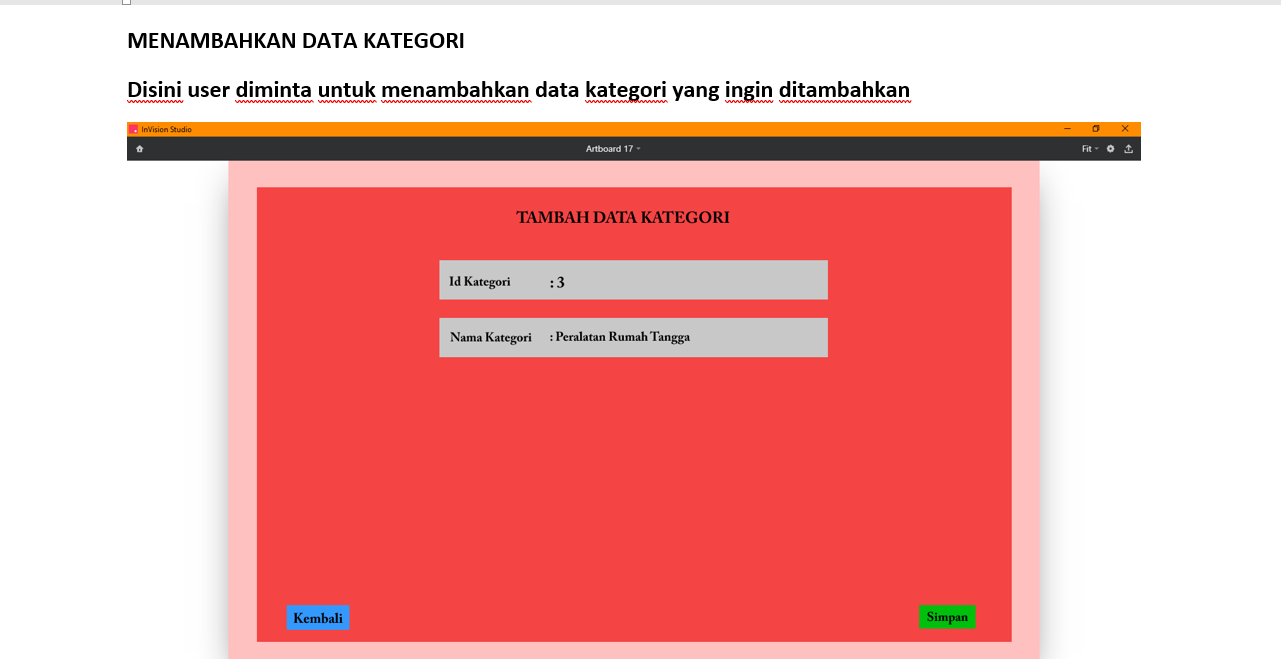 MENAMBAHKAN DATA KATEGORI
Disini user diminta untuk menambahkan data kategori yang ingin ditambahkan
InVision Studio
Artboard 17
Fit
TAMBAH DATA KATEGORI
Id Kategori : 3
Nama Kategori : Peralatan Rumah Tangga
Kembali
Simpan